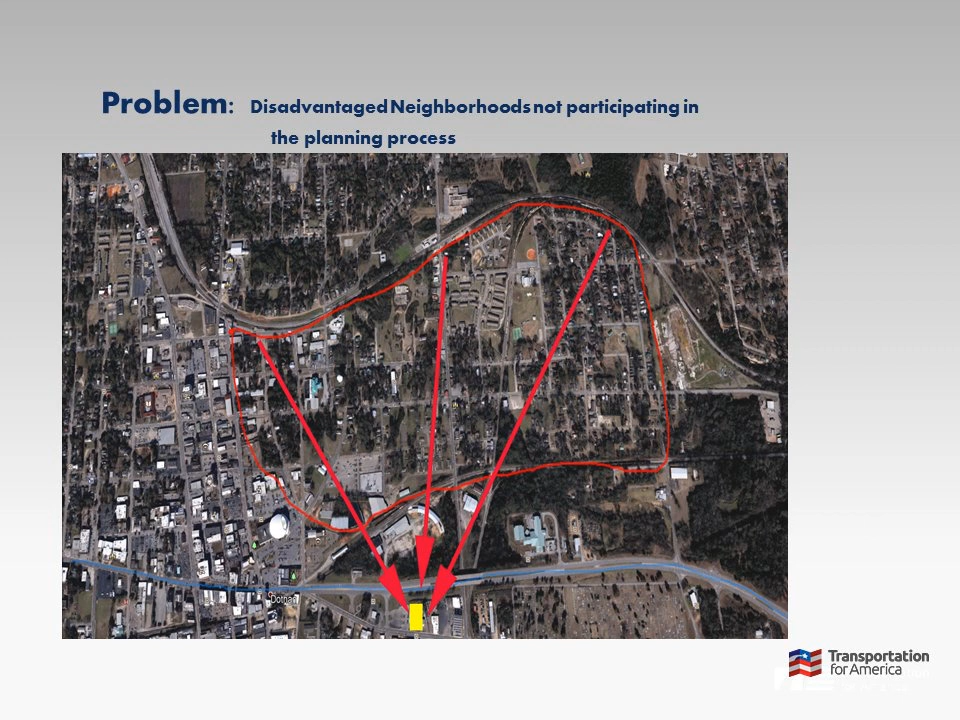 Problem: Disadvantaged Neighborhoods not participating in
the planning process
Dothan
Transportation
for America